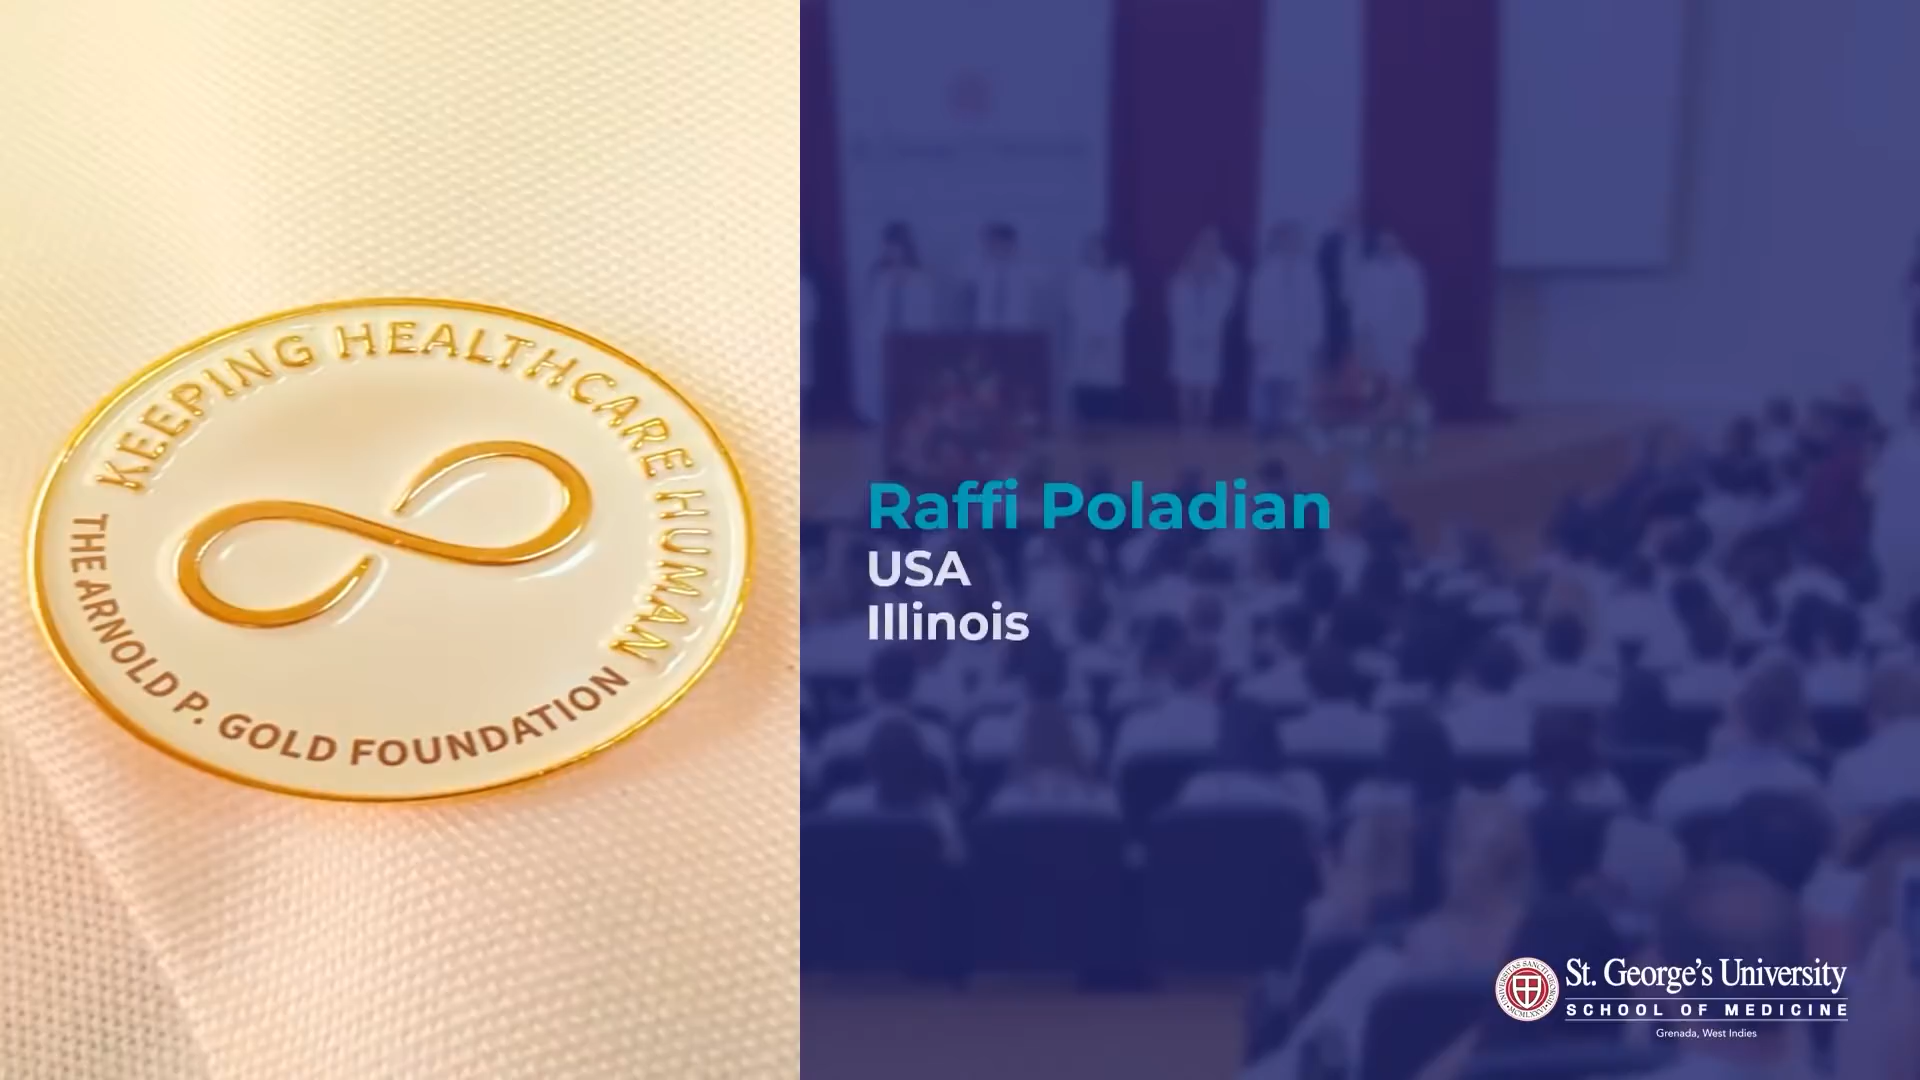 KEEPING HEALTHCARE HUMAN
THE ARNOLD P. GOLD FOUNDATION
Raffi Poladian
USA
Illinois
St. George's University
SCHOOL OF MEDICINE
Grenada, West Indies